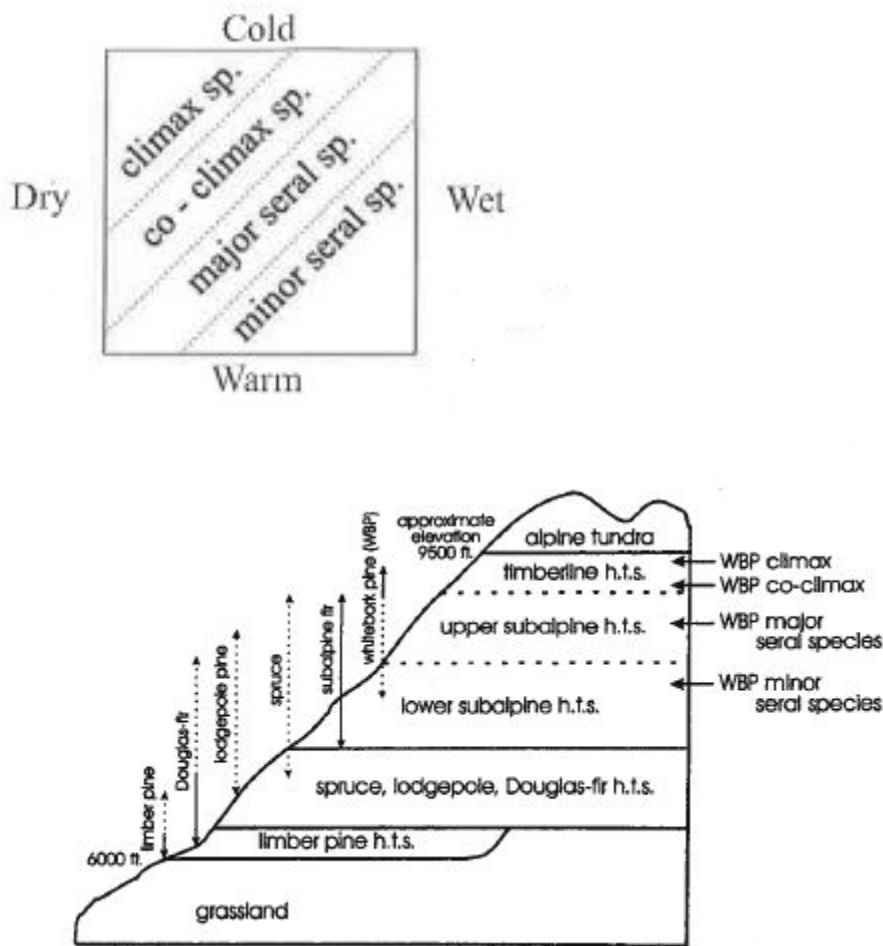 Cold
climax sp.
co - climax sp.
major seral sp.
minor seral sp.
Dry
Wet
Warm
approximate
elevation
9500 ft.
alpine tundra
timberline h.t.s.
upper subalpine h.t.s.
lower subalpine h.t.s.
spruce, lodgepole, Douglas-fir h.t.s.
limber pine h.t.s.
grassland
6000 ft.
limber pine
Douglas-fir
lodgepole pine
spruce
subalpine fir
whitebark pine (WBP)
WBP climax
WBP co-climax
WBP major
seral species
WBP minor
seral species